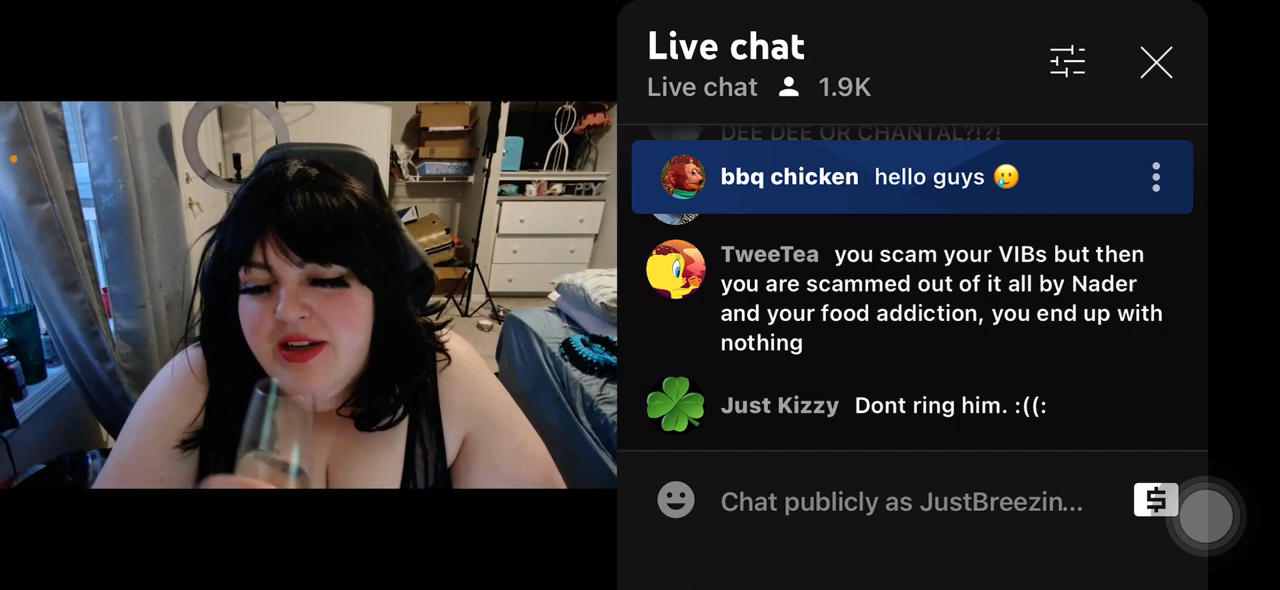 Live chat
Live chat 1.9K
DEE DEE OR CHANTAL?!?!
bbq chicken hello guys 🥲
TweeTea you scam your VIBs but then
you are scammed out of it all by Nader
and your food addiction, you end up with
nothing
Just Kizzy Dont ring him. :((:
Chat publicly as JustBreezin...